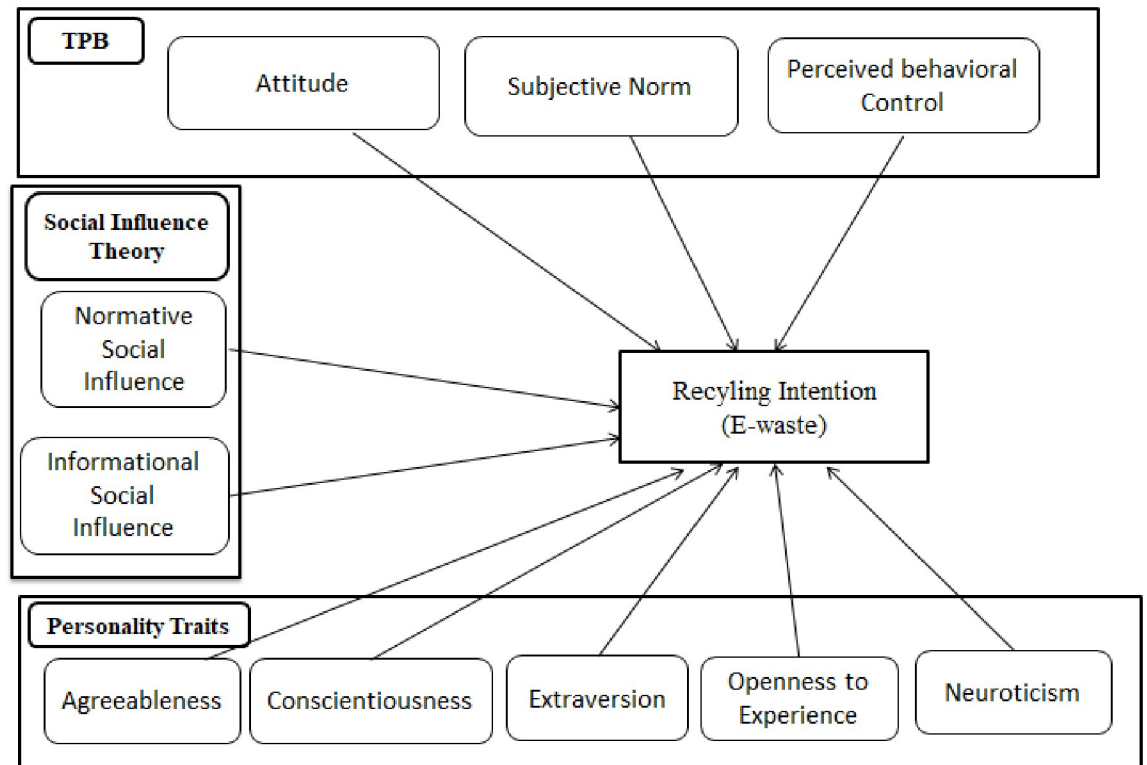 TPB
Attitude
Subjective Norm
Perceived behavioral
Control
Social Influence
Theory
Normative
Social
Influence
Informational
Social
Influence
Recyling Intention
(E-waste)
Personality Traits
Agreeableness
Conscientiousness
Extraversion
Openness to
Experience
Neuroticism